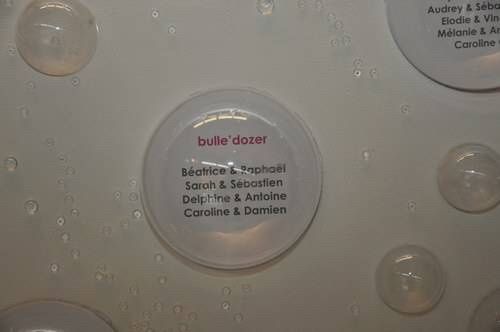 bulle'dozer
Béatrice & Raphaël
Sarah & Sébastien
Delphine & Antoine
Caroline & Damien
Audrey &
Elodie &
Mélanie &
Caroline